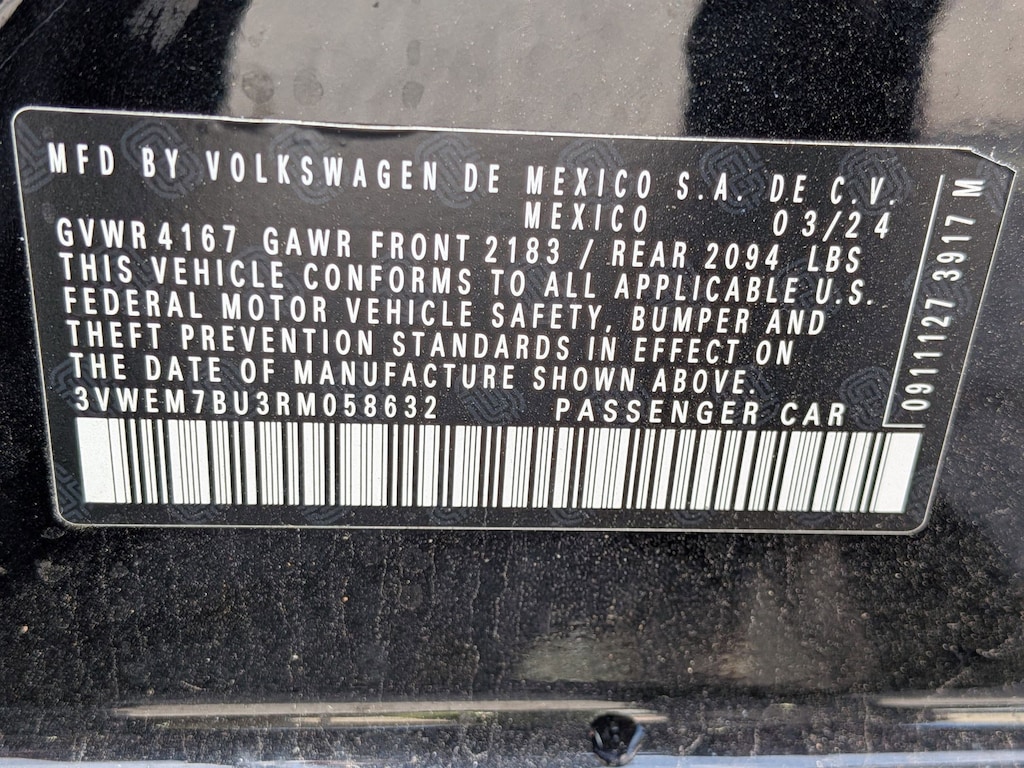 MFD BY VOLKSWAGEN DE MEXICO S.A. DE C.V.
MEXICO 03/24
GVWR 4167 GAWR FRONT 2183 / REAR 2094 LBS
THIS VEHICLE CONFORMS TO ALL APPLICABLE U.S.
FEDERAL MOTOR VEHICLE SAFETY, BUMPER AND
THEFT PREVENTION STANDARDS IN EFFECT ON
THE DATE OF MANUFACTURE SHOWN ABOVE.
3VWEM7BU3RM058632 PASSENGER CAR
0911127 3917 M